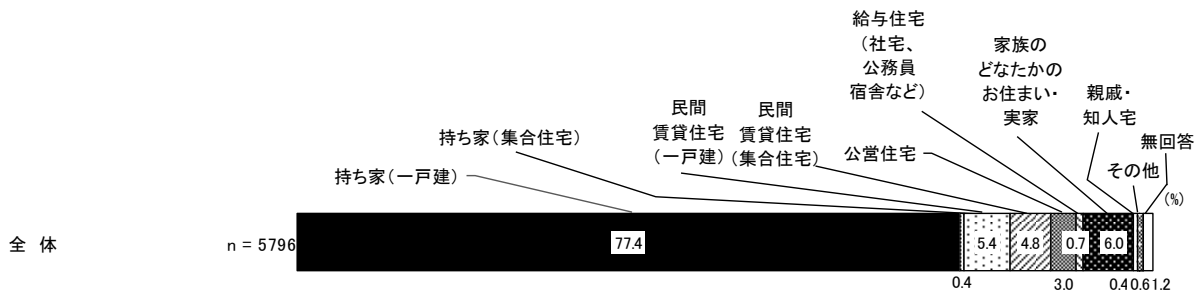 給与住宅
(社宅、
公務員
宿舎など)
家族の
どなたかの
お住まい・
実家
親戚・
知人宅
無回答
民間
賃貸住宅
(一戸建)
民間
賃貸住宅
(集合住宅)
持ち家(集合住宅)
公営住宅
その他
持ち家(一戸建)
(%)
全 体
n = 5796
77.4
5.4
4.8
0.7
6.0
0.4
3.0
0.4
0.6
1.2